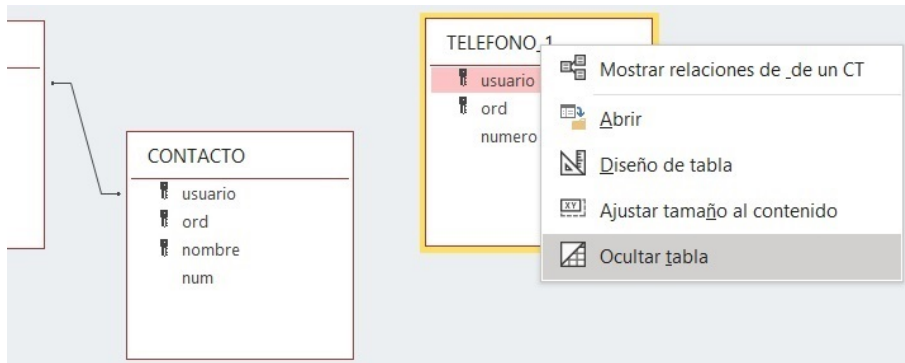 TELEFONO_1
usuario
ord
numero
Mostrar relaciones de _de un CT
Abrir
Diseño de tabla
Ajustar tamaño al contenido
Ocultar tabla
CONTACTO
usuario
ord
nombre
num